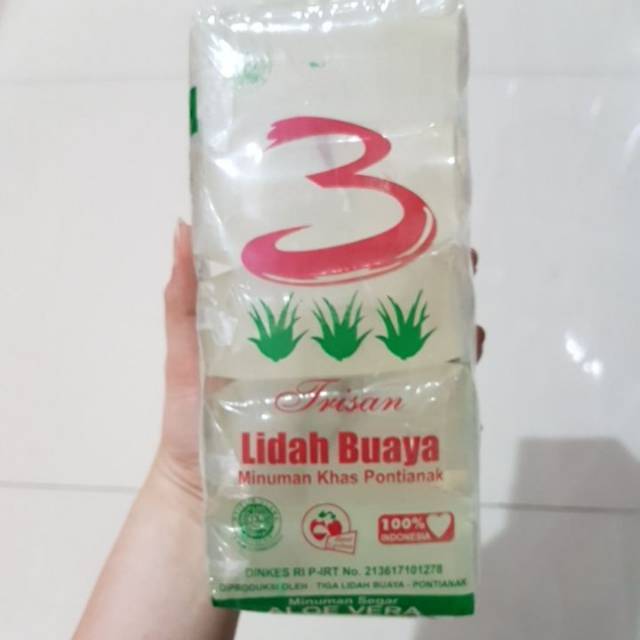 3
Trisan
Lidah Buaya
Minuman Khas Pontianak
100%
INDONESIA
DINKES RI P-IRT No. 213617101278
DIPRODUKSI OLEH : TIGA LIDAH BUAYA - PONTIANAK
Minuman Segar
ALOE VERA